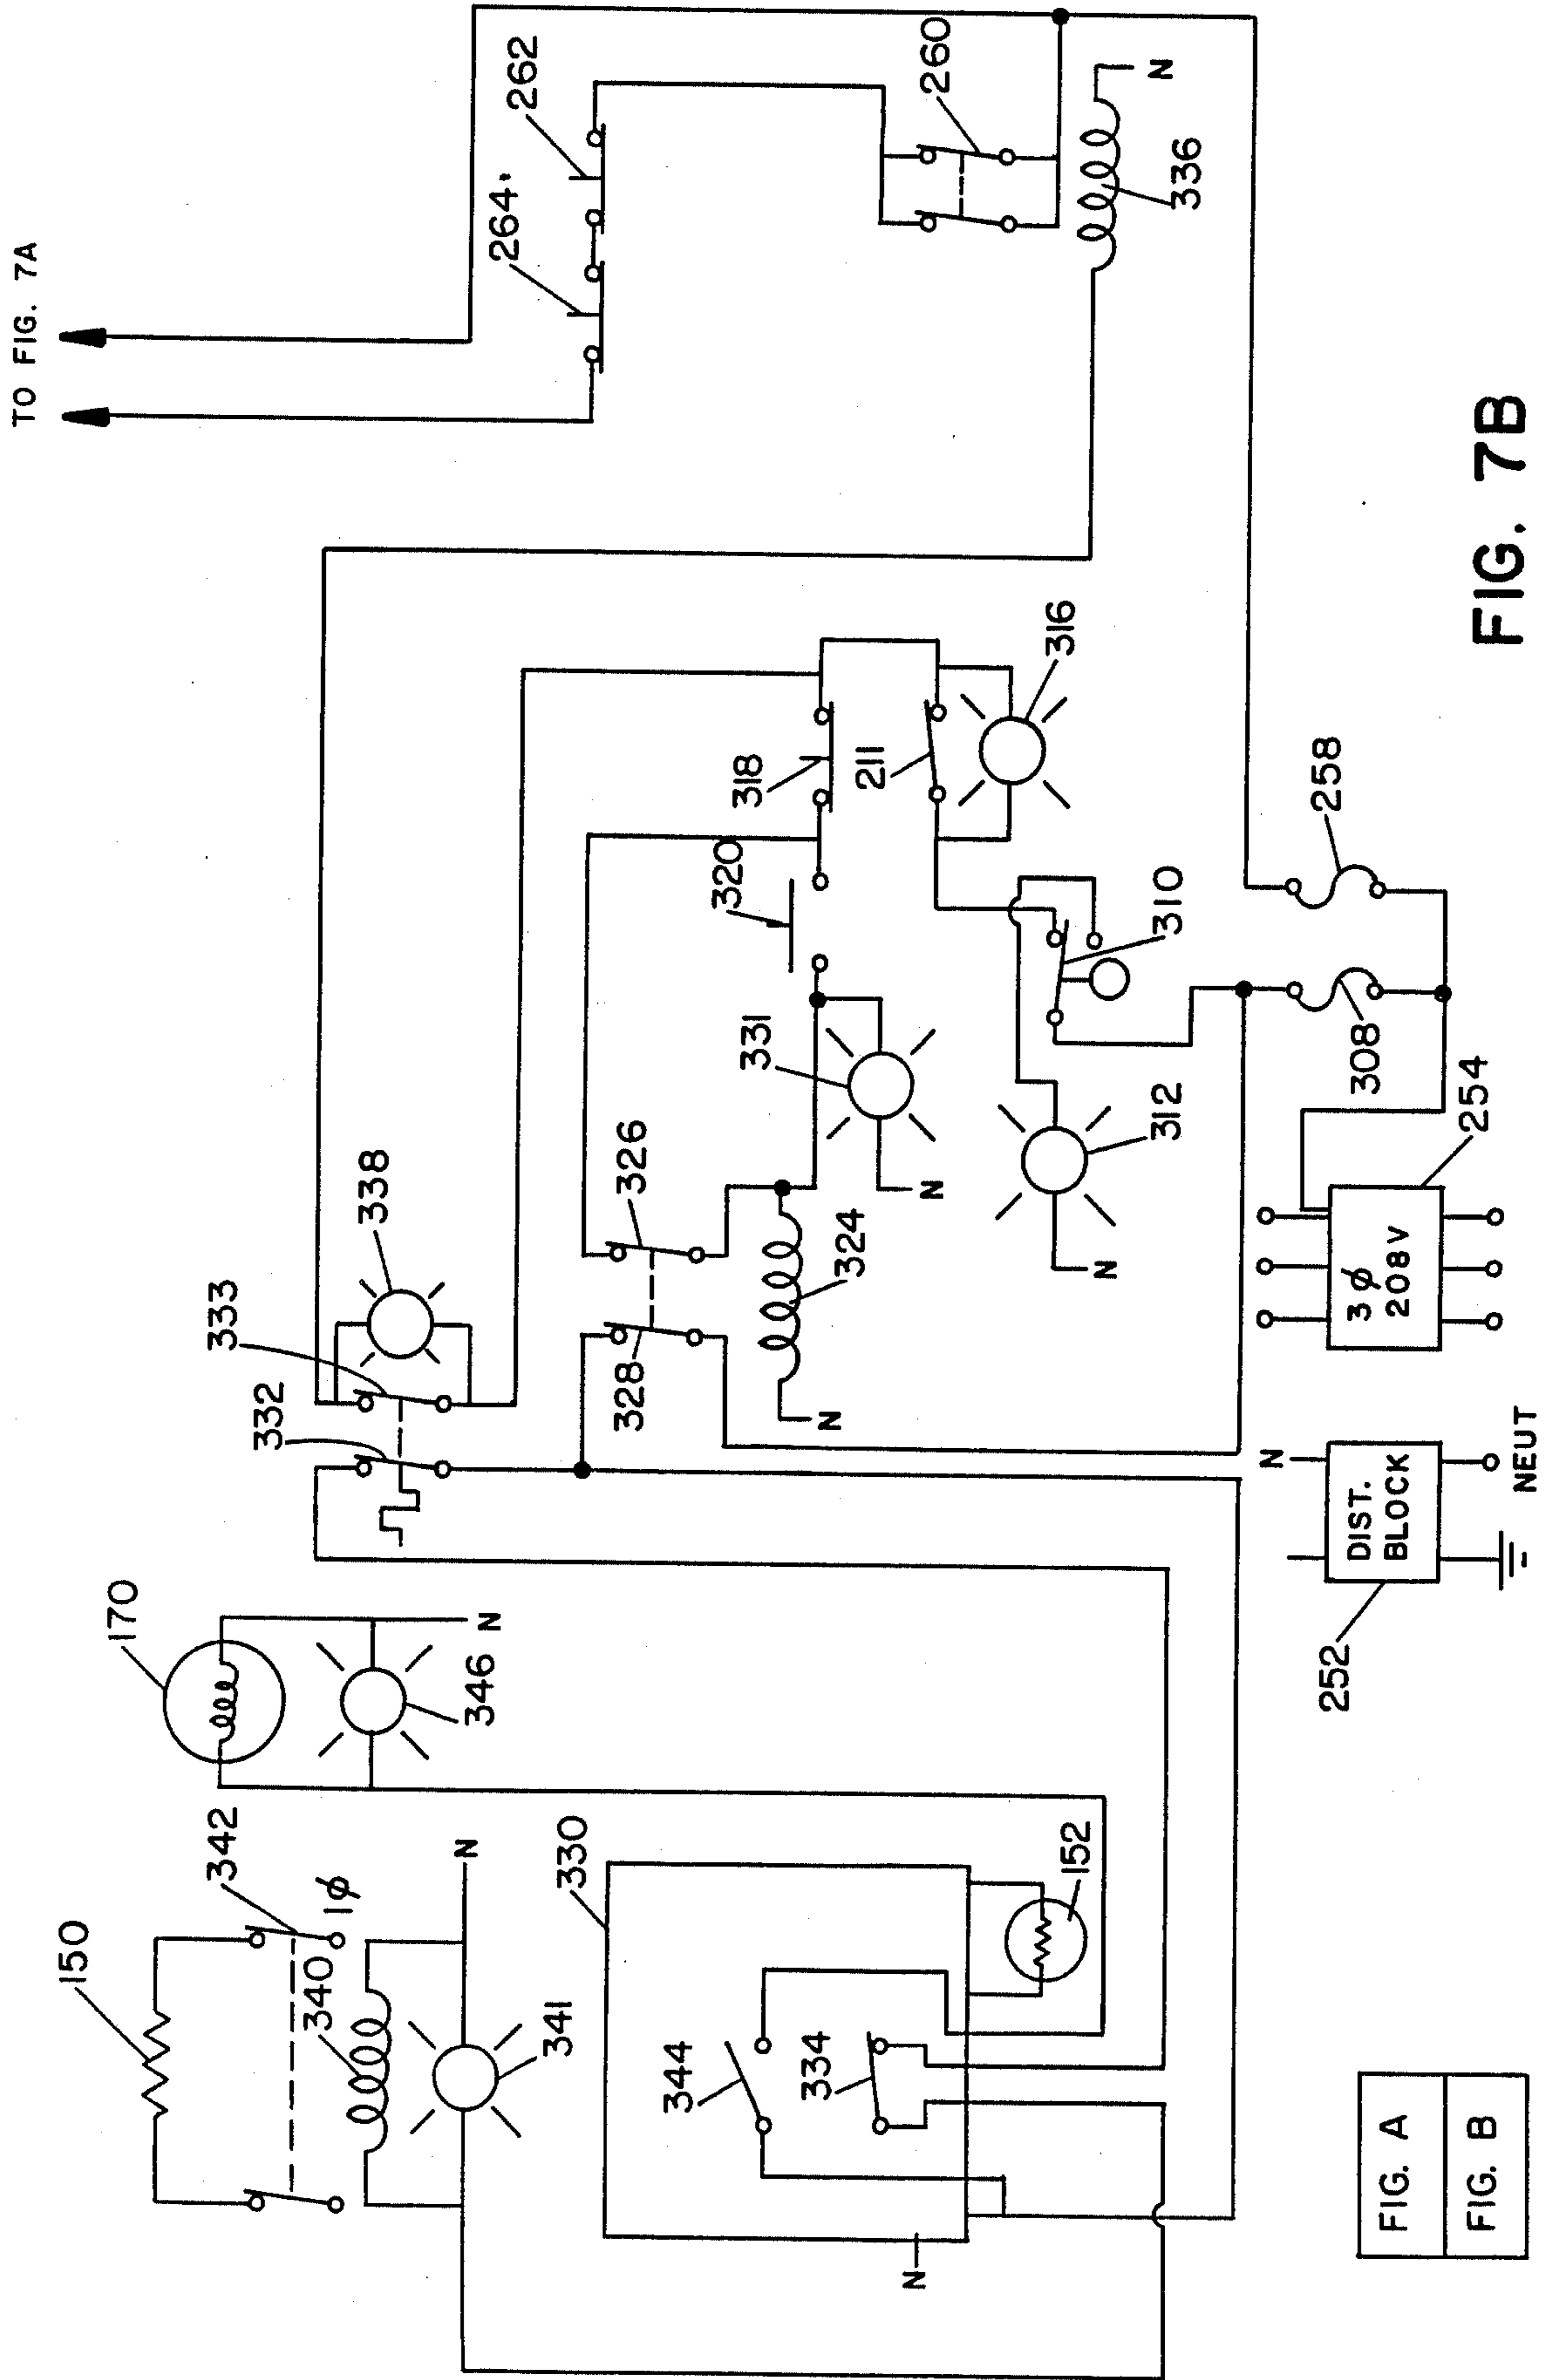 TO FIG. 7A
264
262
260
336
N
338
333
332
326
328
324
N
320
318
211
316
331
N
310
312
N
258
308
254
3 ϕ
208V
N
DIST.
BLOCK
252
NEUT
170
346
N
150
342
1ϕ
340
341
N
330
344
334
152
N
FIG. A
FIG. B
FIG. 7B